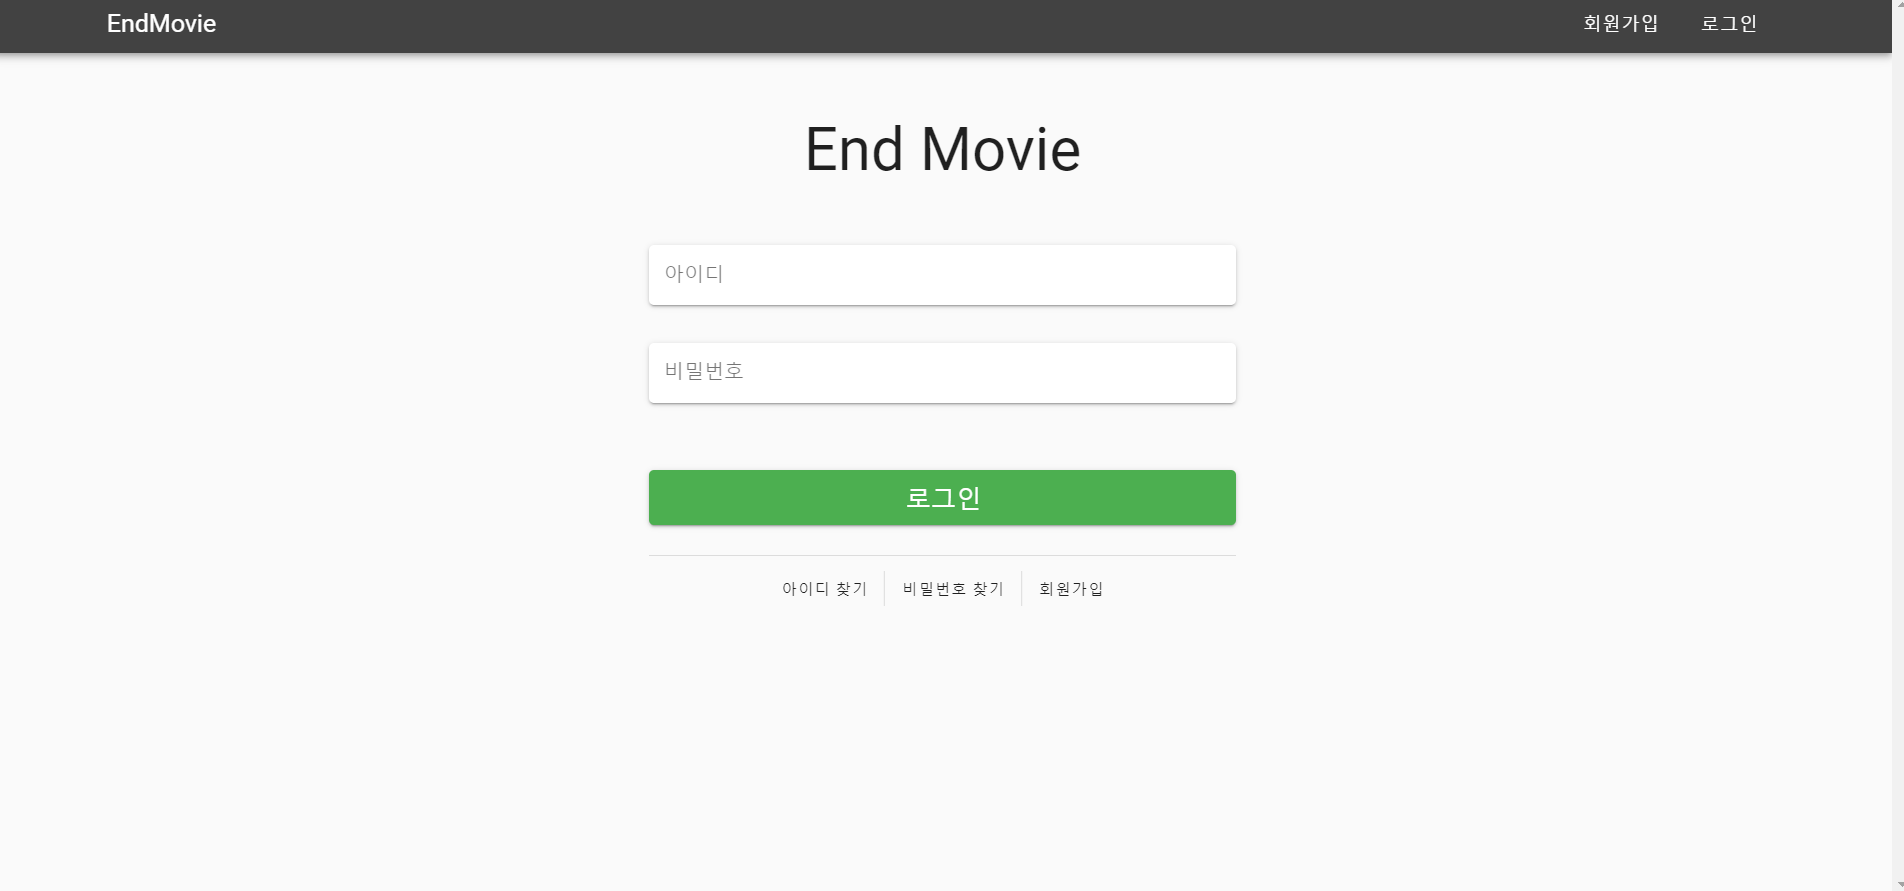 EndMovie 회원가입 로그인
End Movie
아이디
비밀번호
로그인
아이디 찾기 비밀번호 찾기 회원가입